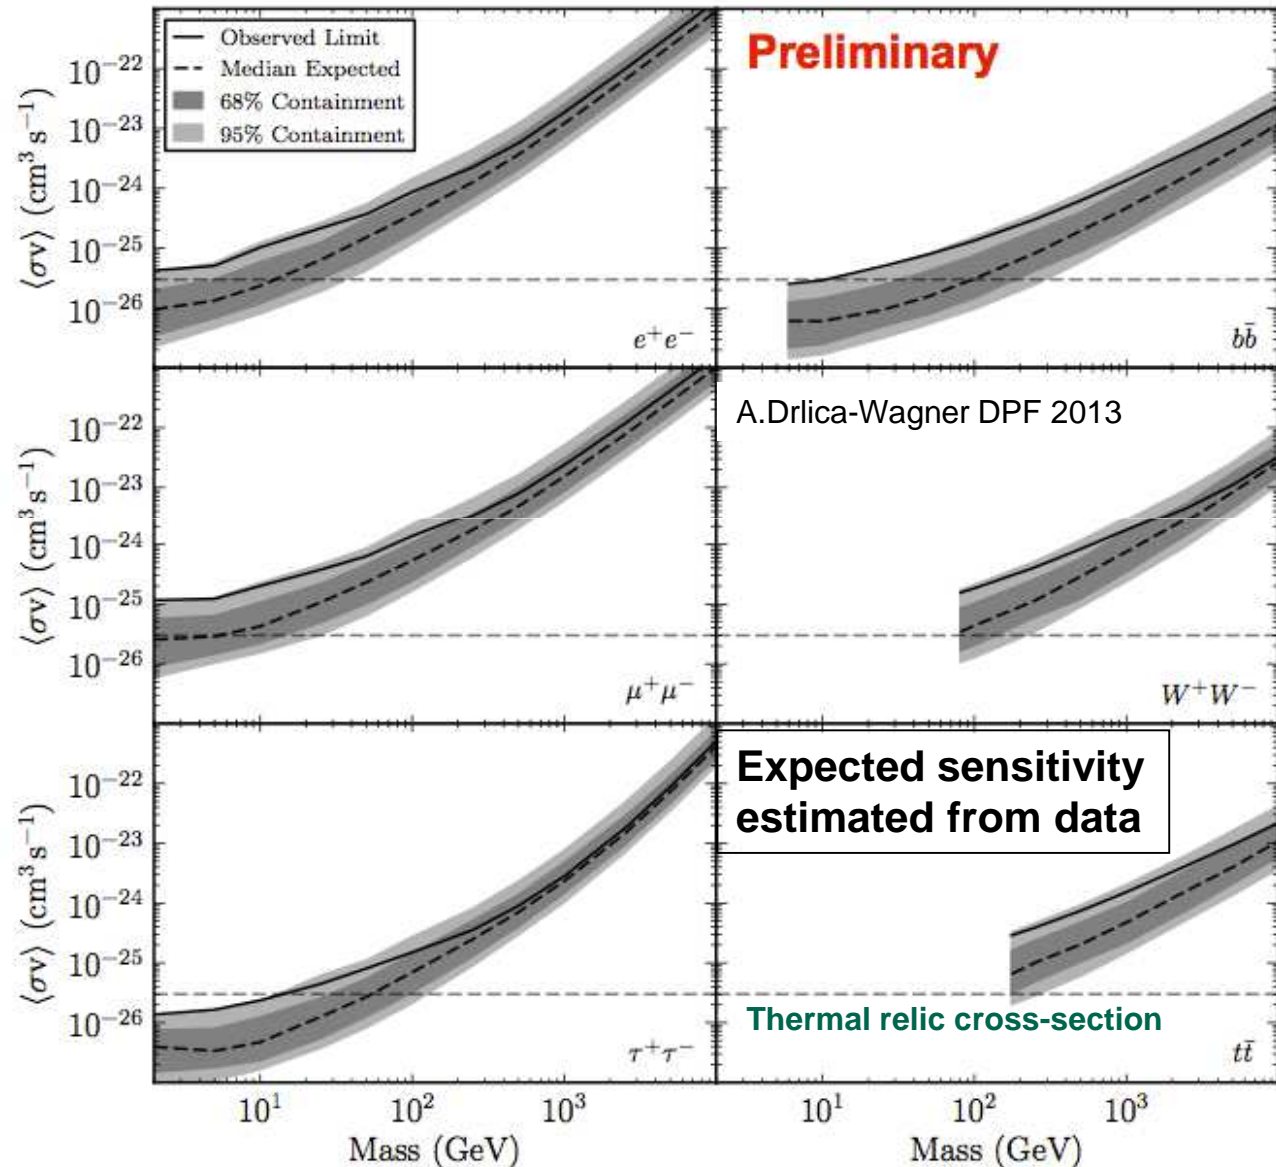 Observed Limit
Median Expected
68% Containment
95% Containment
Preliminary
10⁻²²
10⁻²³
10⁻²⁴
10⁻²⁵
10⁻²⁶
⟨σv⟩ (cm³ s⁻¹)
e⁺e⁻
bb̄
A.Drlica-Wagner DPF 2013
10⁻²²
10⁻²³
10⁻²⁴
10⁻²⁵
10⁻²⁶
⟨σv⟩ (cm³ s⁻¹)
μ⁺μ⁻
W⁺W⁻
Expected sensitivity
estimated from data
10⁻²²
10⁻²³
10⁻²⁴
10⁻²⁵
10⁻²⁶
⟨σv⟩ (cm³ s⁻¹)
Thermal relic cross-section
τ⁺τ⁻
tt̄
10¹ 10² 10³ 10¹ 10² 10³
Mass (GeV) Mass (GeV)